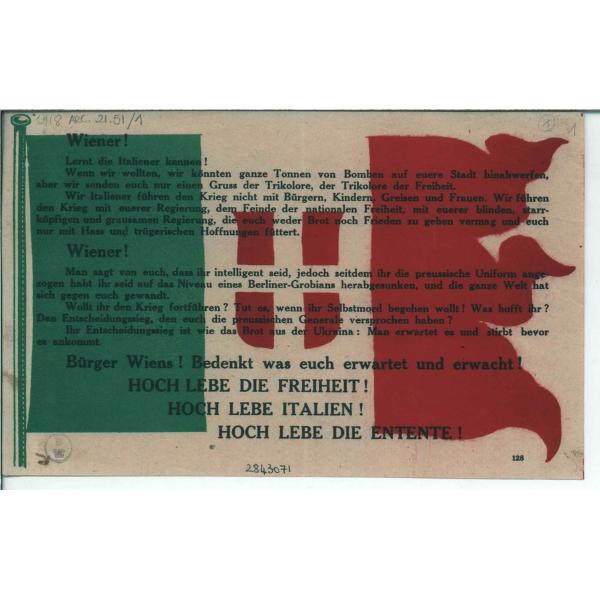 1918 ARC. 21.51/1
1
1
Wiener!
Lernt die Italiener kennen!
Wenn wir wollten, wir könnten ganze Tonnen von Bomben auf euere Stadt hinabwerfen,
aber wir senden euch nur einen Gruss der Trikolore, der Trikolore der Freiheit.
Wir Italiener führen den Krieg nicht mit Bürgern, Kindern, Greisen und Frauen. Wir führen
den Krieg mit euerer Regierung, dem Feinde der nationalen Freiheit, mit euerer blinden, starr-
köpfigen und grausamen Regierung, die euch weder Brot noch Frieden zu geben vermag und euch
nur mit Hass und trügerischen Hoffnungen füttert.
Wiener!
Man sagt von euch, dass ihr intelligent seid, jedoch seitdem ihr die preussische Uniform ange-
zogen habt ihr seid auf das Niveau eines Berliner-Grobians herabgesunken, und die ganze Welt hat
sich gegen euch gewandt.
Wollt ihr den Krieg fortführen? Tut es, wenn ihr Selbstmord begehen wollt! Was hofft ihr?
Den Entscheidungssieg, den euch die preussischen Generale versprochen haben?
Ihr Entscheidungssieg ist wie das Brot aus der Ukraina: Man erwartet es und stirbt bevor
es ankommt.
Bürger Wiens! Bedenkt was euch erwartet und erwacht!
HOCH LEBE DIE FREIHEIT!
HOCH LEBE ITALIEN!
HOCH LEBE DIE ENTENTE!
128
2843071